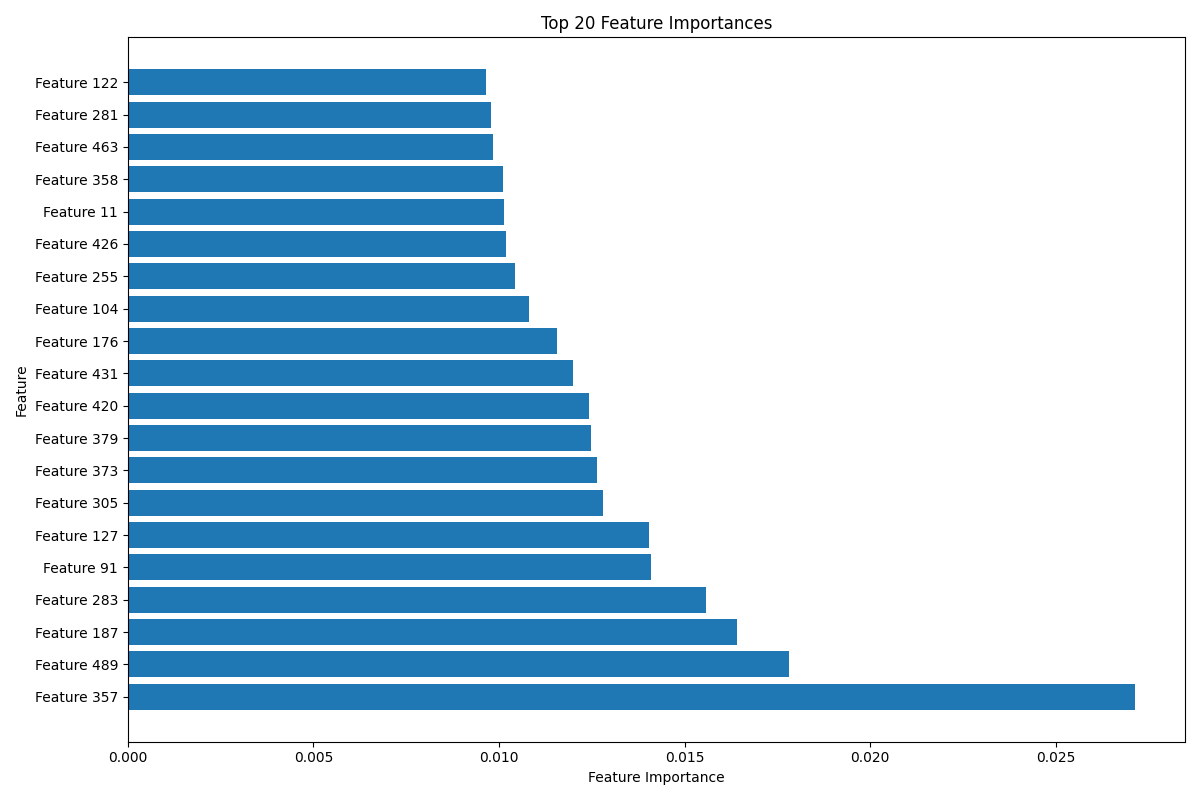 Top 20 Feature Importances
Feature 122
Feature 281
Feature 463
Feature 358
Feature 11
Feature 426
Feature 255
Feature 104
Feature 176
Feature 431
Feature 420
Feature 379
Feature 373
Feature 305
Feature 127
Feature 91
Feature 283
Feature 187
Feature 489
Feature 357
Feature
0.000 0.005 0.010 0.015 0.020 0.025
Feature Importance